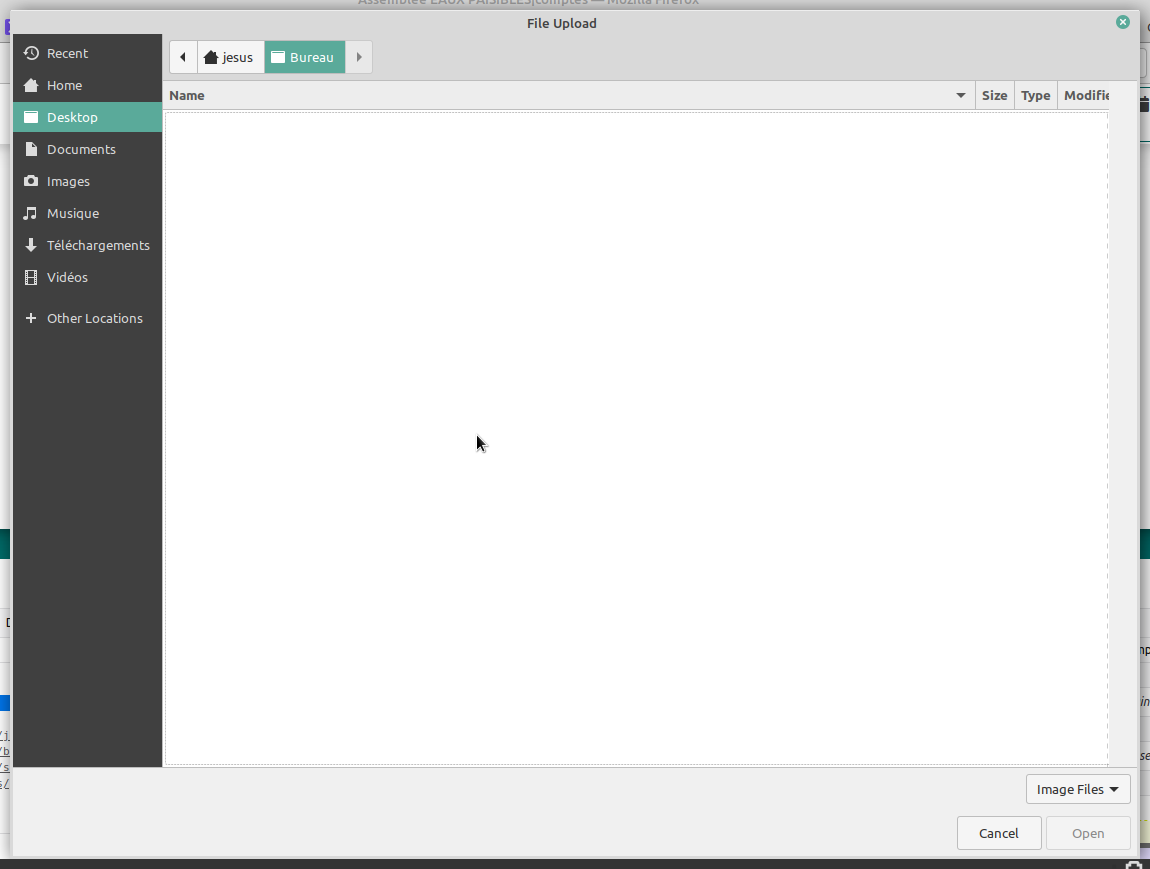 Assemblée EAUX PAISIBLES|comptes — Mozilla Firefox
File Upload
Recent
Home
Desktop
Documents
Images
Musique
Téléchargements
Vidéos
Other Locations
jesus
Bureau
Name
Size
Type
Modifie
Image Files
Cancel
Open